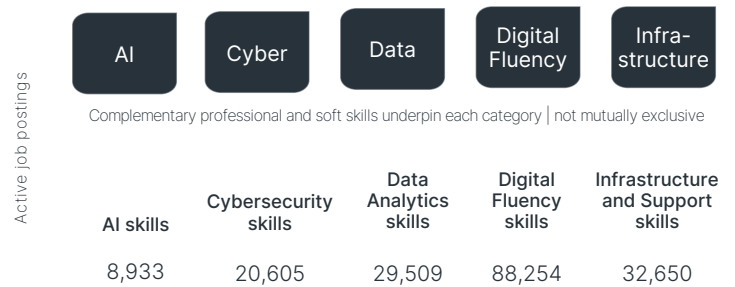 AI
Cyber
Data
Digital
Fluency
Infra-
structure
Complementary professional and soft skills underpin each category | not mutually exclusive
Active job postings
AI skills
Cybersecurity
skills
Data
Analytics
skills
Digital
Fluency
skills
Infrastructure
and Support
skills
8,933
20,605
29,509
88,254
32,650